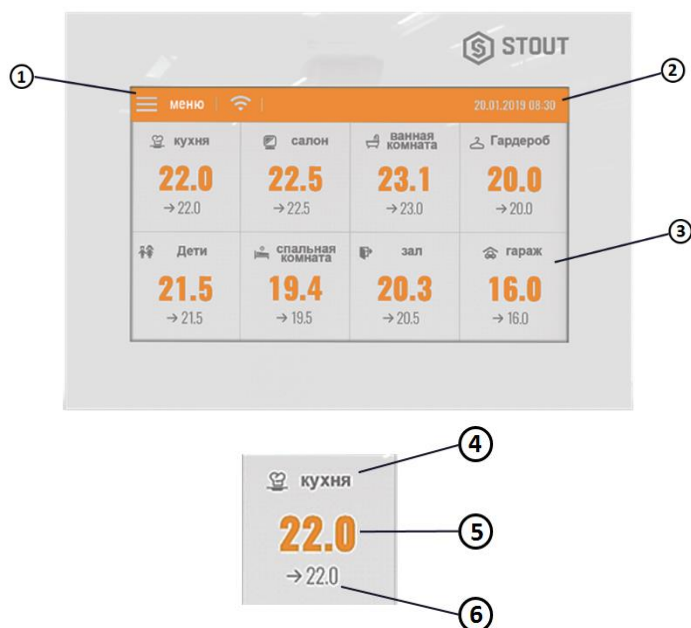 STOUT
1
2
меню
20.01.2019 08:30
кухня
салон
ванная
комната
Гардероб
22.0
22.5
23.1
20.0
→ 22.0
→ 22.5
→ 23.0
→ 20.0
3
Дети
спальная
комната
зал
гараж
21.5
19.4
20.3
16.0
→ 21.5
→ 19.5
→ 20.5
→ 16.0
4
кухня
22.0
5
→ 22.0
6